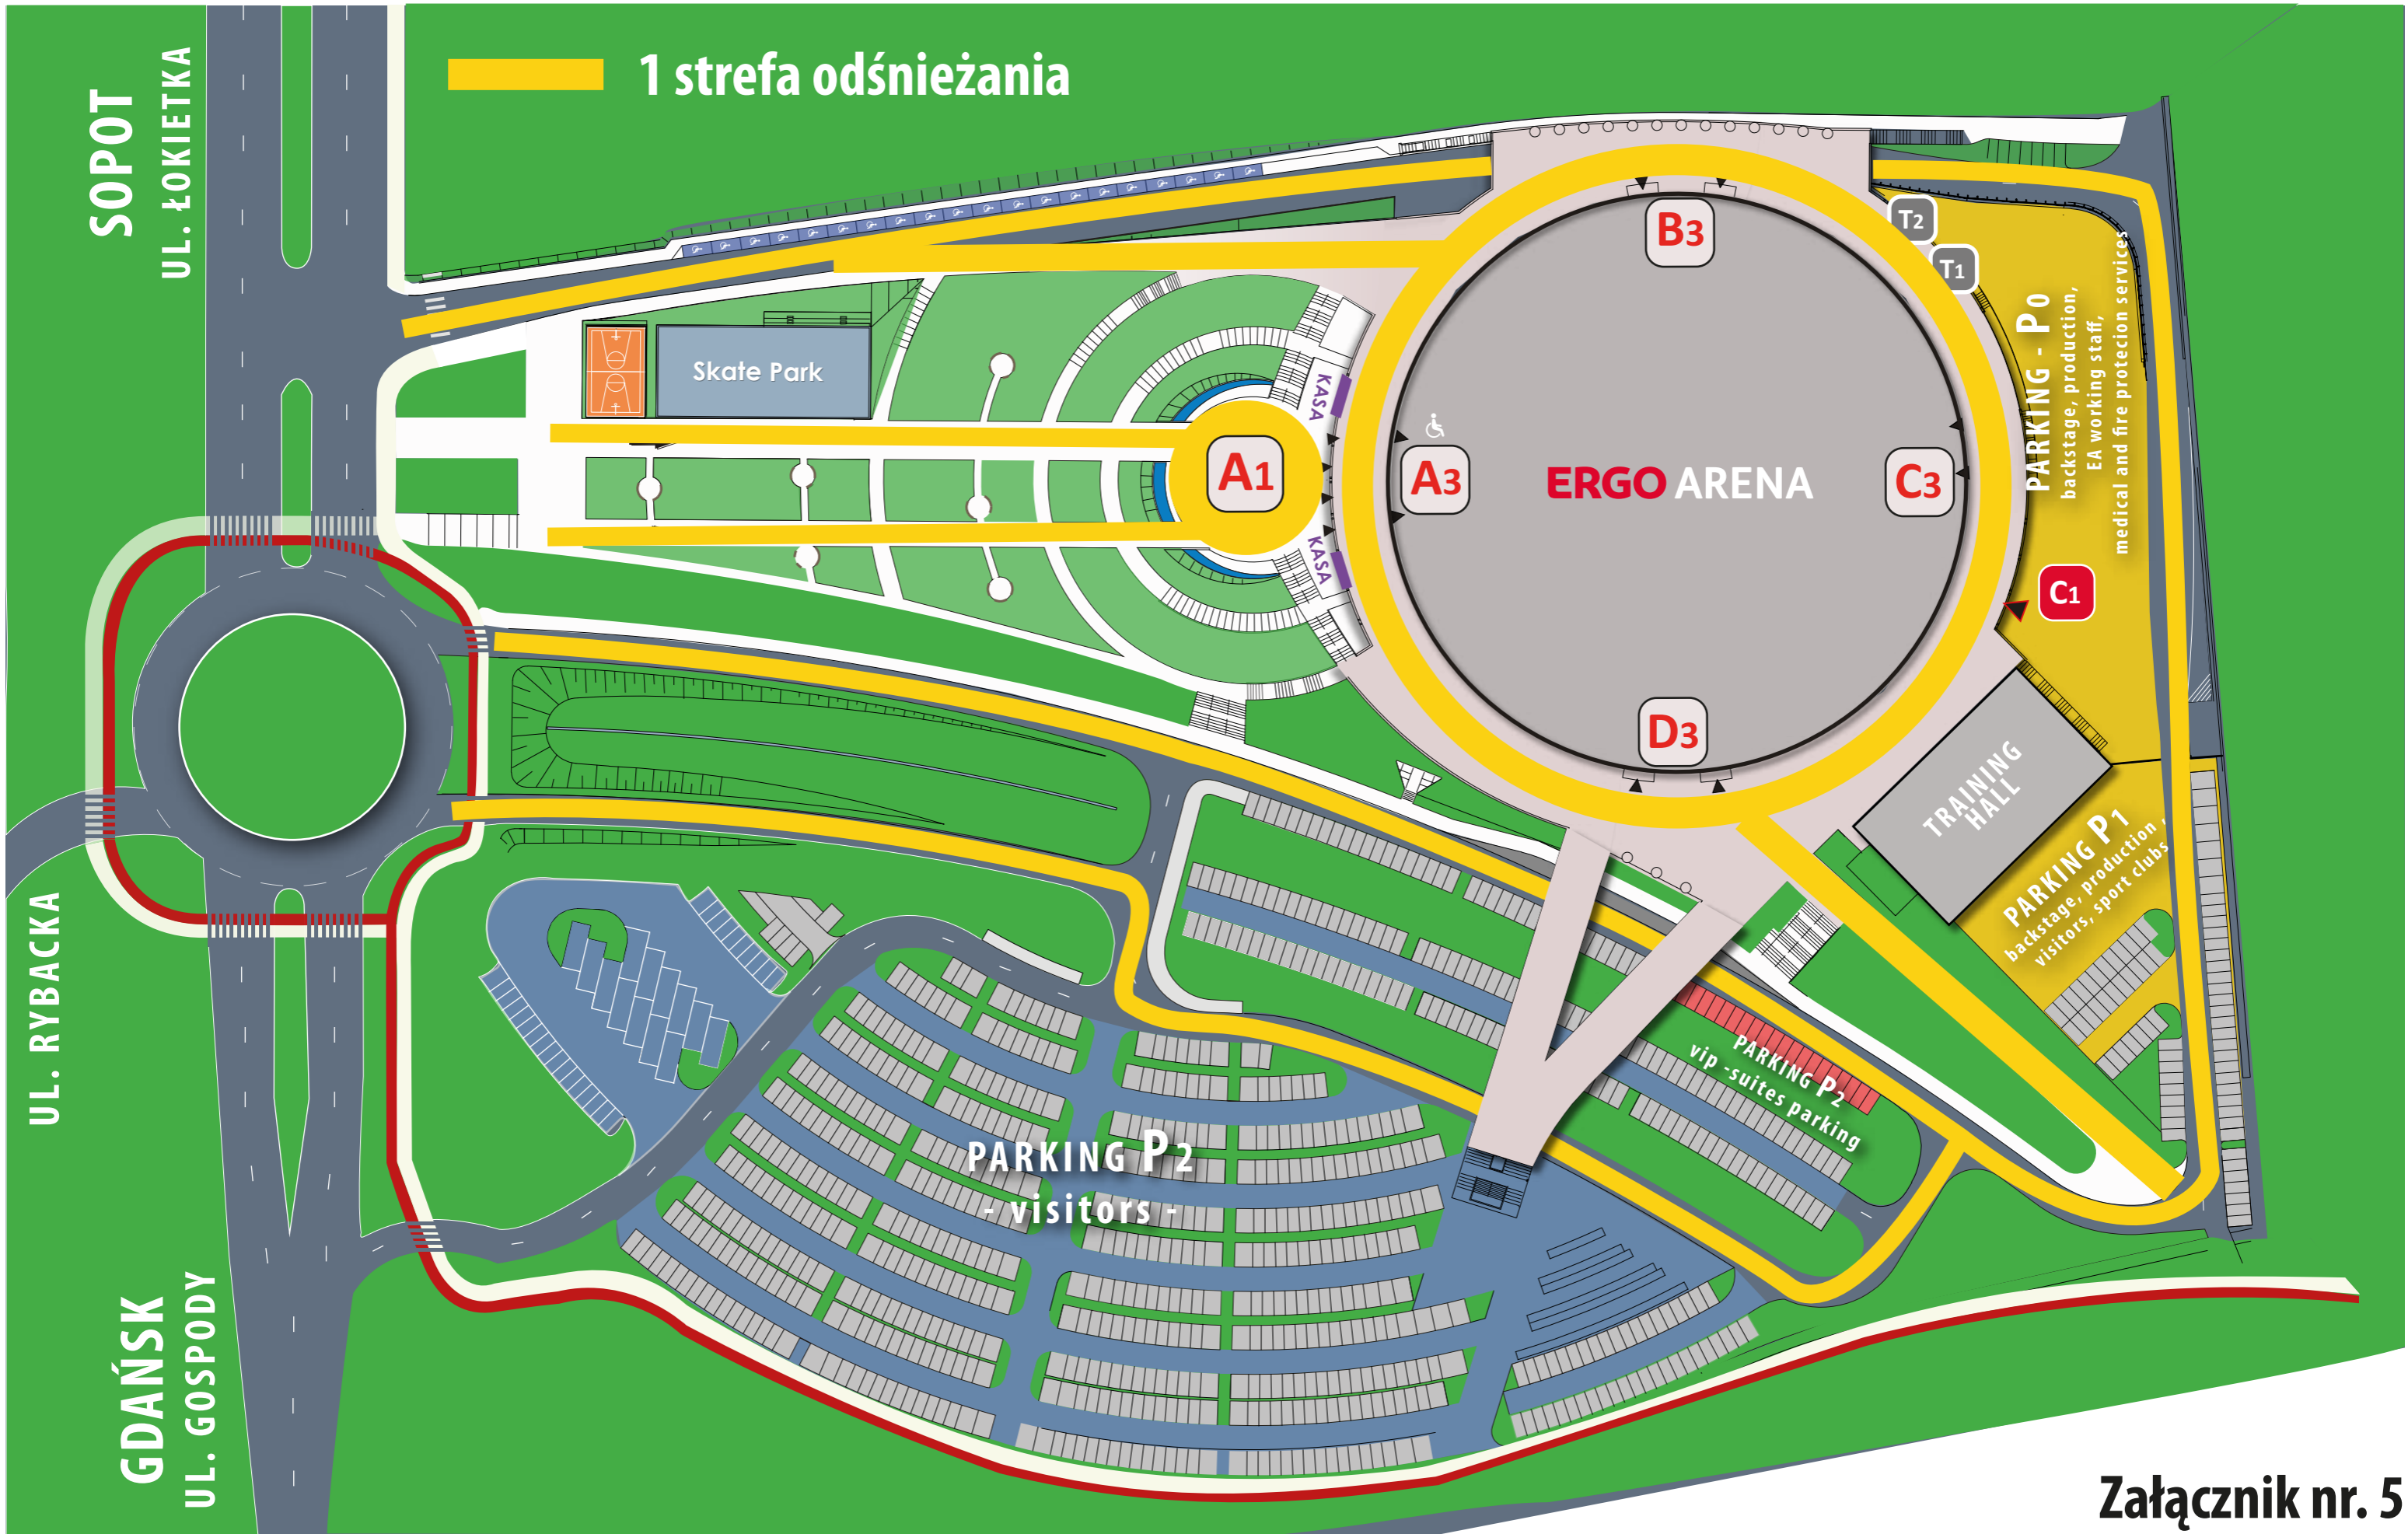 1 strefa odśnieżania
SOPOT
UL. ŁOKIETKA
B3
T2
T1
PARKING - P0
backstage, production,
EA working staff,
medical and fire protecion services
Skate Park
KASA
A1
A3
ERGO ARENA
C3
KASA
C1
D3
TRAINING
HALL
PARKING P1
backstage, production ,
visitors, sport clubs
UL. RYBACKA
PARKING P2
vip -suites parking
PARKING P2
- visitors -
GDAŃSK
UL. GOSPODY
Załącznik nr. 5